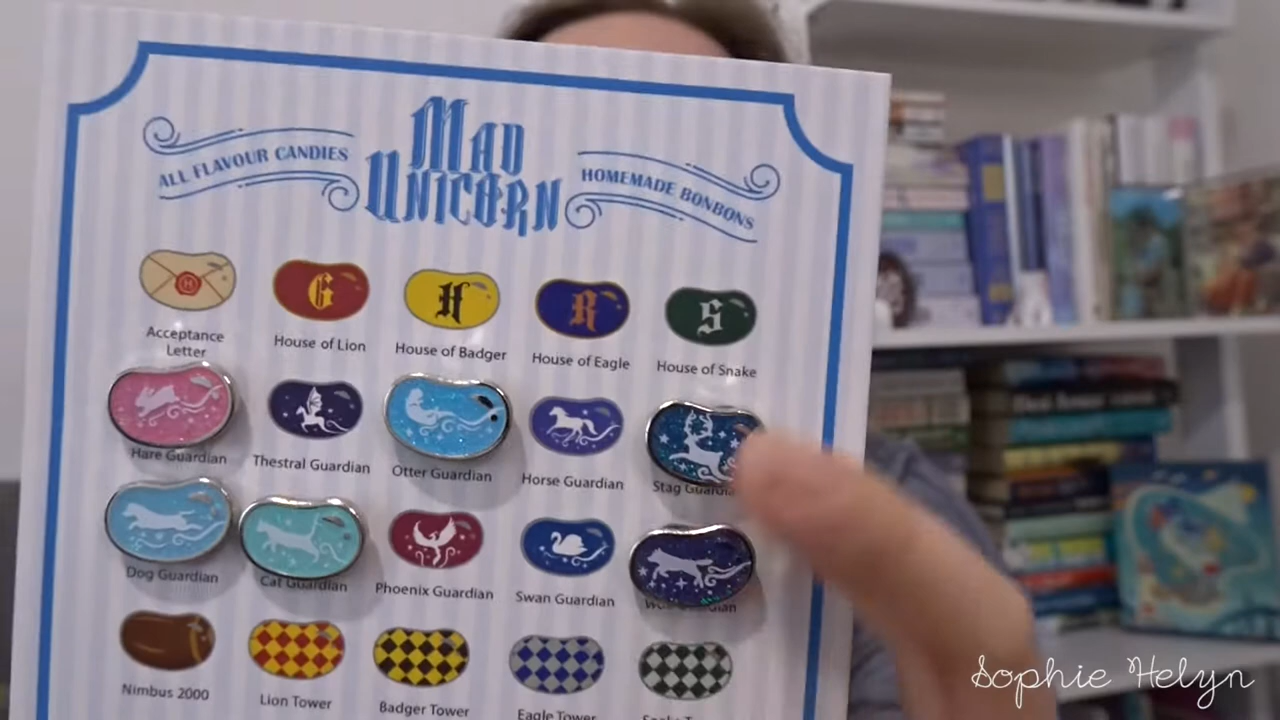 ALL FLAVOUR CANDIES
MAD
UNICORN
HOMEMADE BONBONS
H
G
H
R
S
Acceptance
Letter
House of Lion
House of Badger
House of Eagle
House of Snake
Hare Guardian
Thestral Guardian
Otter Guardian
Horse Guardian
Stag Guardian
Dog Guardian
Cat Guardian
Phoenix Guardian
Swan Guardian
Nimbus 2000
Lion Tower
Badger Tower
Eagle Tower
Sophie Helyn